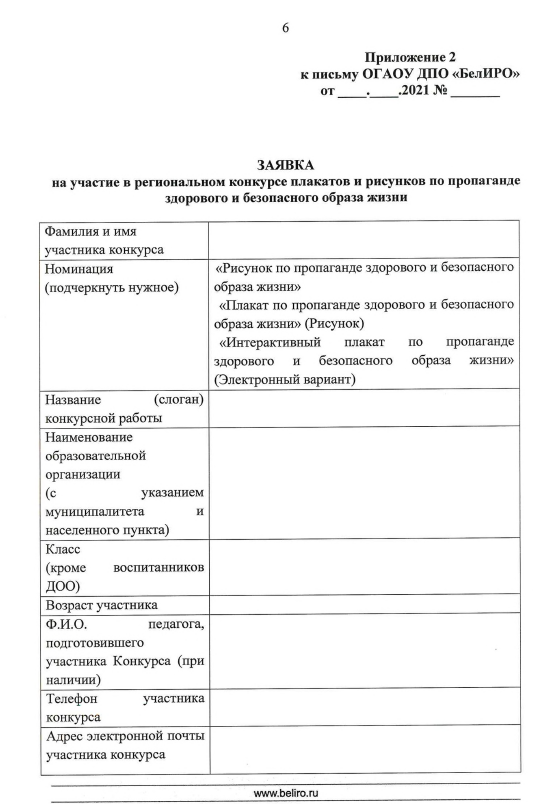 6
Приложение 2
к письму ОГАОУ ДПО «БелИРО»
от ____.____.2021 № _______
ЗАЯВКА
на участие в региональном конкурсе плакатов и рисунков по пропаганде
здорового и безопасного образа жизни
Фамилия и имя
участника конкурса
Номинация
(подчеркнуть нужное)
«Рисунок по пропаганде здорового и безопасного
образа жизни»
«Плакат по пропаганде здорового и безопасного
образа жизни» (Рисунок)
«Интерактивный плакат по пропаганде
здорового и безопасного образа жизни»
(Электронный вариант)
Название (слоган)
конкурсной работы
Наименование
образовательной
организации
(с указанием
муниципалитета и
населенного пункта)
Класс
(кроме воспитанников
ДОО)
Возраст участника
Ф.И.О. педагога,
подготовившего
участника Конкурса (при
наличии)
Телефон участника
конкурса
Адрес электронной почты
участника конкурса
www.beliro.ru